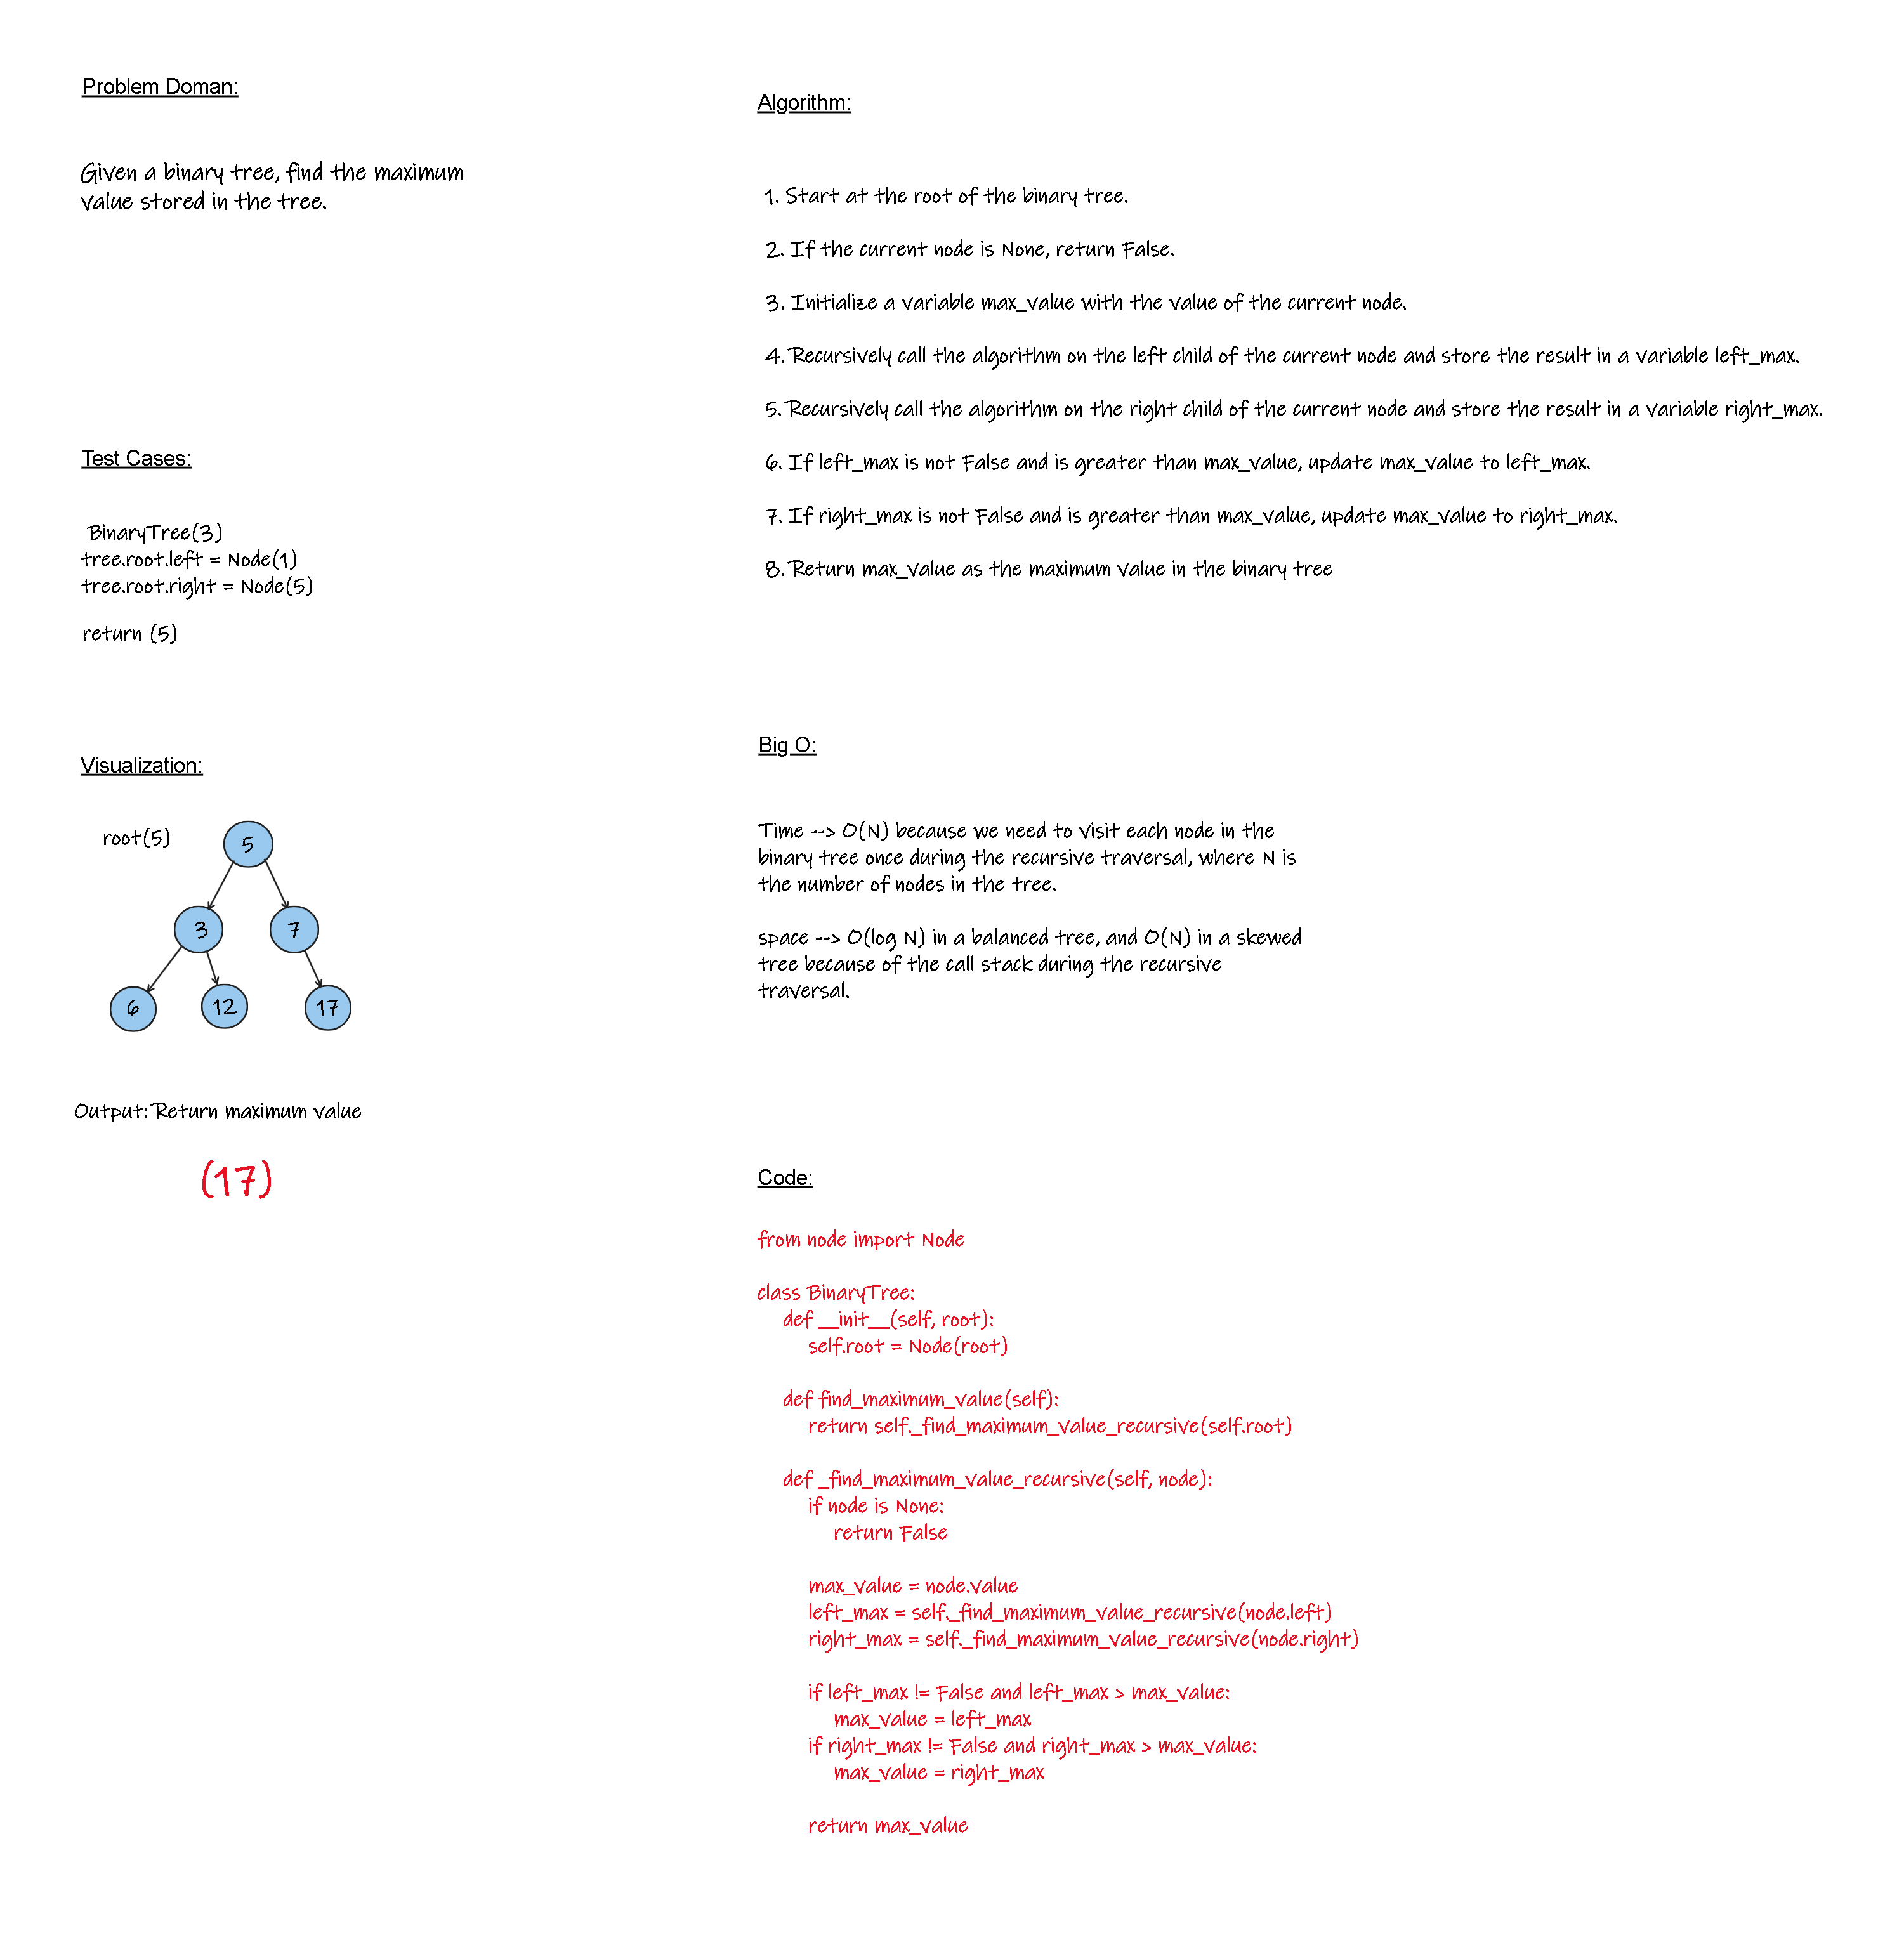 Problem Doman:
Given a binary tree, find the maximum
value stored in the tree.
Test Cases:
BinaryTree(3)
tree.root.left = Node(1)
tree.root.right = Node(5)
return (5)
Visualization:
root(5)
5
3
7
6
12
17
Output: Return maximum value
(17)
Algorithm:
1. Start at the root of the binary tree.
2. If the current node is None, return False.
3. Initialize a variable max_value with the value of the current node.
4. Recursively call the algorithm on the left child of the current node and store the result in a variable left_max.
5. Recursively call the algorithm on the right child of the current node and store the result in a variable right_max.
6. If left_max is not False and is greater than max_value, update max_value to left_max.
7. If right_max is not False and is greater than max_value, update max_value to right_max.
8. Return max_value as the maximum value in the binary tree
Big O:
Time --> O(N) because we need to visit each node in the
binary tree once during the recursive traversal, where N is
the number of nodes in the tree.
space --> O(log N) in a balanced tree, and O(N) in a skewed
tree because of the call stack during the recursive
traversal.
Code:
from node import Node
class BinaryTree:
    def __init__(self, root):
        self.root = Node(root)
    def find_maximum_value(self):
        return self._find_maximum_value_recursive(self.root)
    def _find_maximum_value_recursive(self, node):
        if node is None:
            return False
        max_value = node.value
        left_max = self._find_maximum_value_recursive(node.left)
        right_max = self._find_maximum_value_recursive(node.right)
        if left_max != False and left_max > max_value:
            max_value = left_max
        if right_max != False and right_max > max_value:
            max_value = right_max
        return max_value